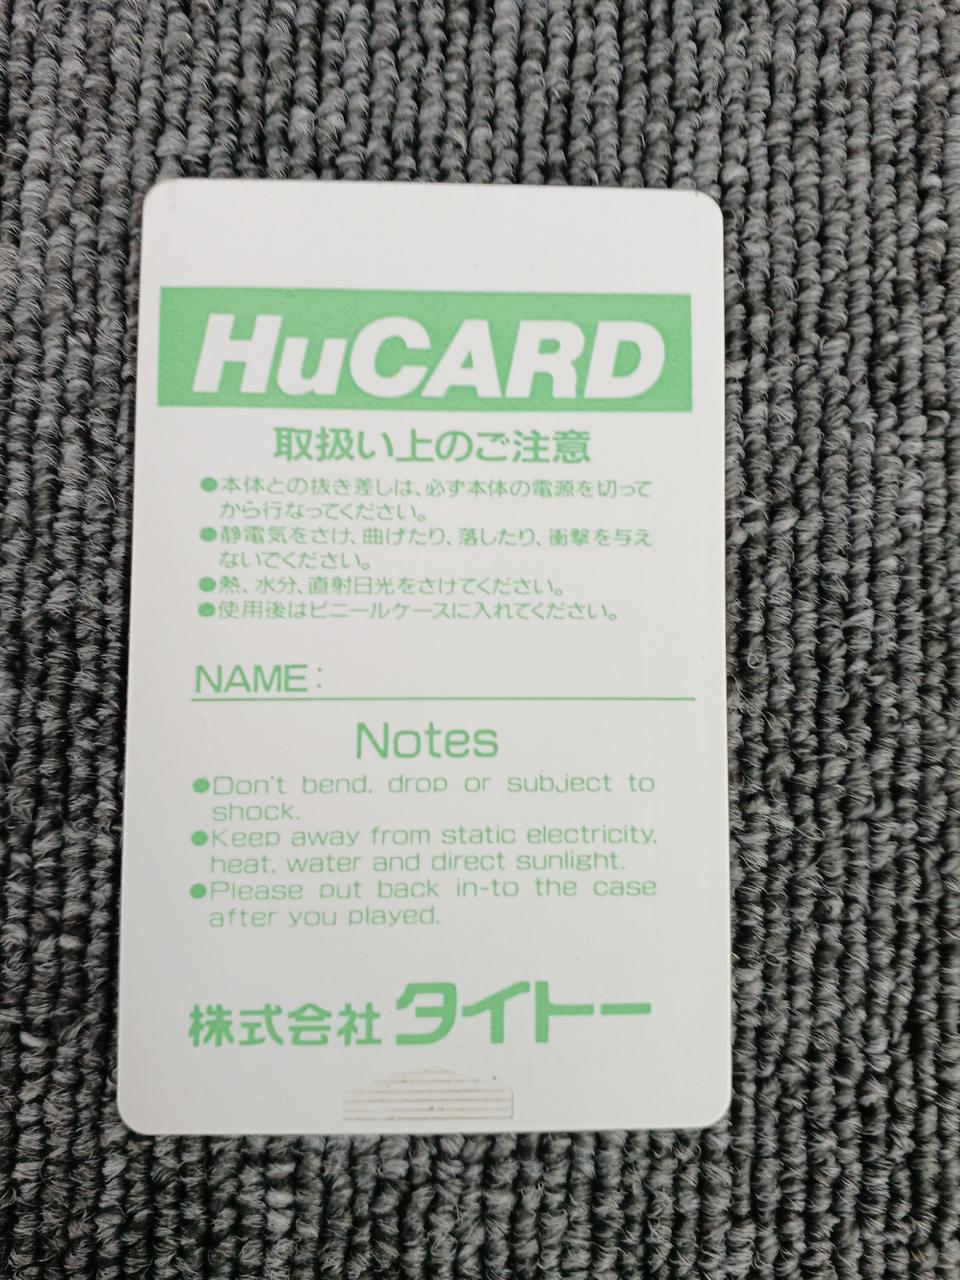 HuCARD
取扱い上のご注意
●本体との抜き差しは、必ず本体の電源を切って
から行なってください。
●静電気をさけ、曲げたり、落したり、衝撃を与え
ないでください。
●熱、水分、直射日光をさけてください。
●使用後はビニールケースに入れてください。
NAME:
Notes
●Don't bend, drop or subject to
shock.
●Keep away from static electricity,
heat, water and direct sunlight.
●Please put back in-to the case
after you played.
株式会社タイトー